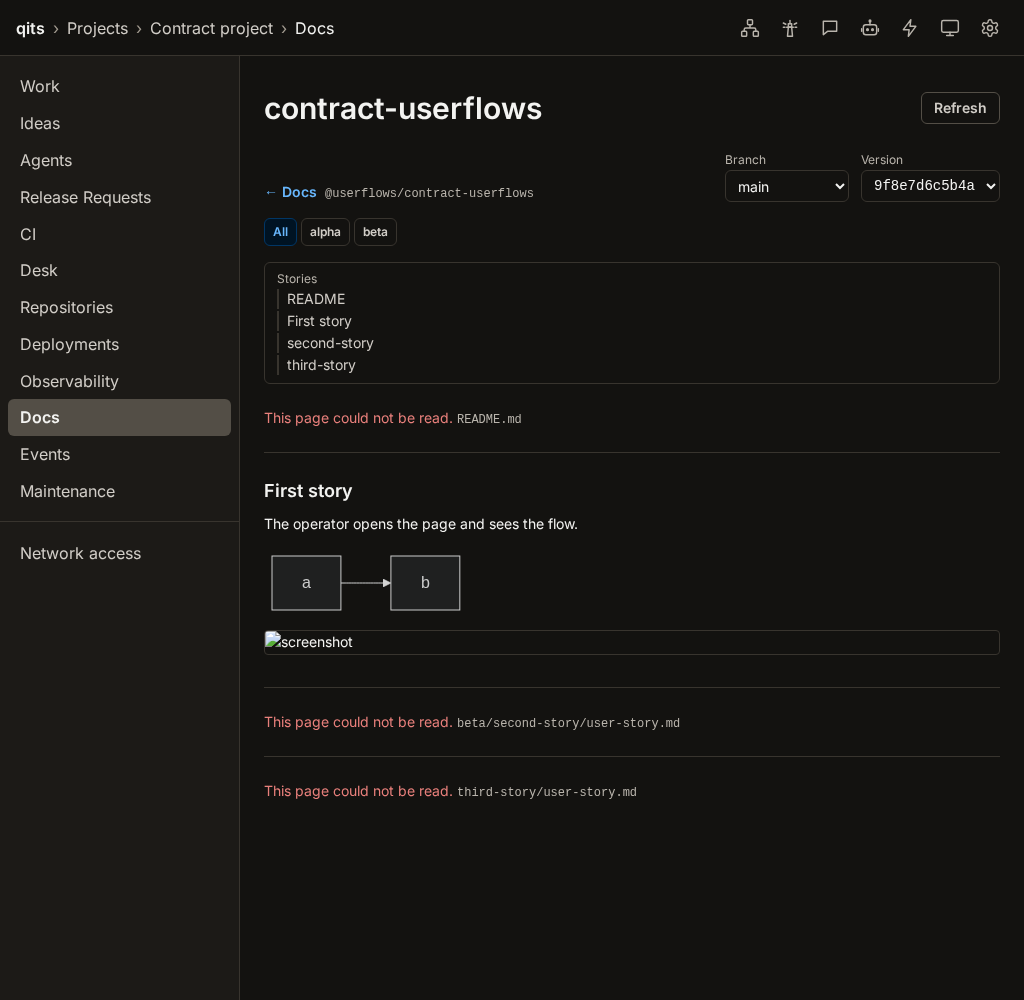 qits › Projects › Contract project › Docs
Work
Ideas
Agents
Release Requests
CI
Desk
Repositories
Deployments
Observability
Docs
Events
Maintenance
Network access
contract-userflows
Refresh
← Docs @userflows/contract-userflows
Branch
main
Version
9f8e7d6c5b4a
All alpha beta
Stories
README
First story
second-story
third-story
This page could not be read. README.md
First story
The operator opens the page and sees the flow.
a b
screenshot
This page could not be read. beta/second-story/user-story.md
This page could not be read. third-story/user-story.md